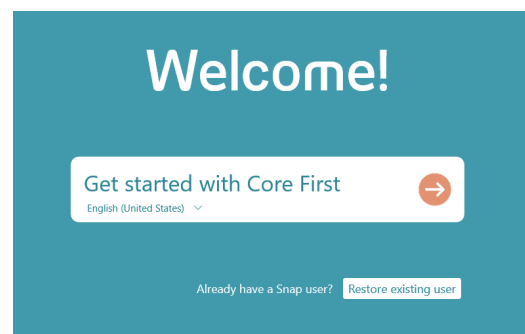 Welcome!
Get started with Core First
English (United States)
Already have a Snap user? Restore existing user